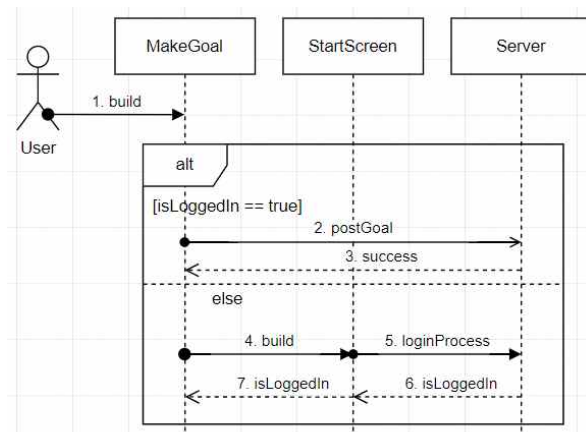 MakeGoal StartScreen Server
1. build
User
alt
[isLoggedIn == true]
2. postGoal
3. success
else
4. build 5. loginProcess
7. isLoggedIn 6. isLoggedIn